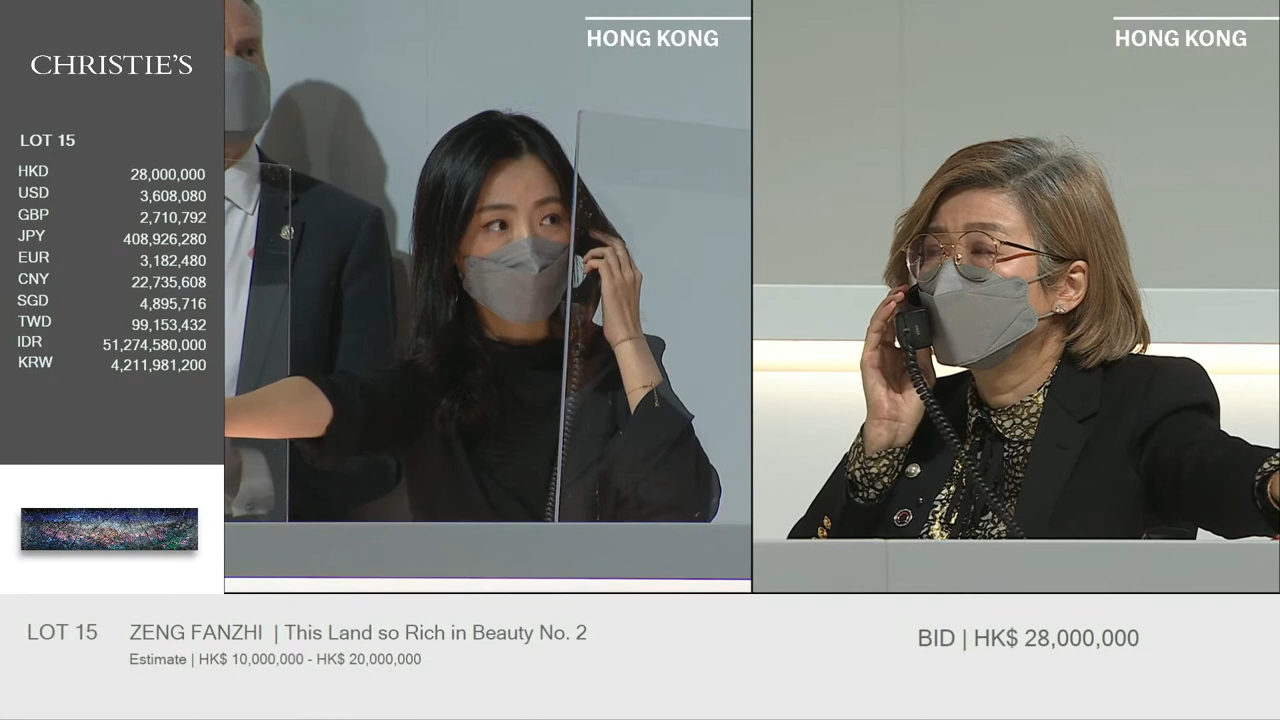 CHRISTIE'S
LOT 15
HKD 28,000,000
USD 3,608,080
GBP 2,710,792
JPY 408,926,280
EUR 3,182,480
CNY 22,735,608
SGD 4,895,716
TWD 99,153,432
IDR 51,274,580,000
KRW 4,211,981,200
HONG KONG
HONG KONG
LOT 15 ZENG FANZHI | This Land so Rich in Beauty No. 2
Estimate | HK$ 10,000,000 - HK$ 20,000,000
BID | HK$ 28,000,000